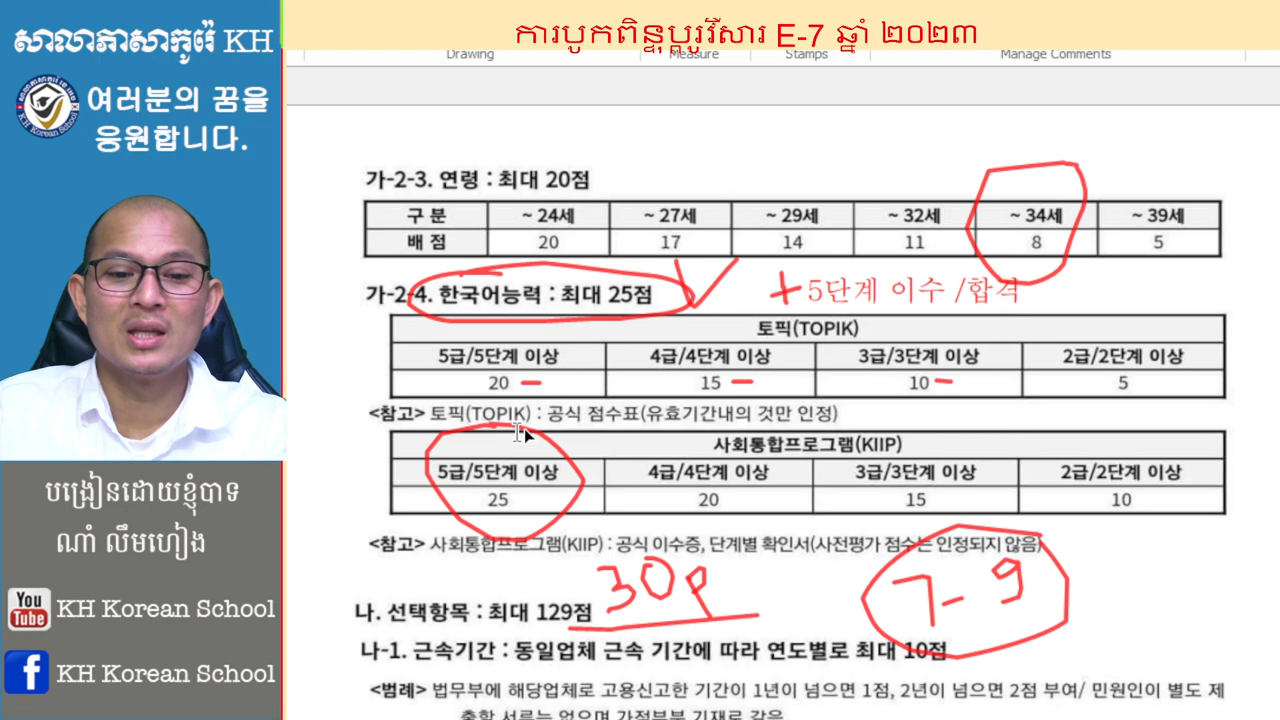 សាលាភាសាកូរ៉េ KH
KH Korean School
여러분의 꿈을
응원합니다.
ការបូកពិន្ទុប្តូរវីសារ E-7 ឆ្នាំ ២០២៣
Drawing Measure Stamps Manage Comments
가-2-3. 연령 : 최대 20점
구 분 ~ 24세 ~ 27세 ~ 29세 ~ 32세 ~ 34세 ~ 39세
배 점 20 17 14 11 8 5
가-2-4. 한국어능력 : 최대 25점
+ 5단계 이수 /합격
토픽(TOPIK)
5급/5단계 이상 4급/4단계 이상 3급/3단계 이상 2급/2단계 이상
20 15 10 5
<참고> 토픽(TOPIK) : 공식 점수표(유효기간내의 것만 인정)
사회통합프로그램(KIIP)
5급/5단계 이상 4급/4단계 이상 3급/3단계 이상 2급/2단계 이상
25 20 15 10
<참고> 사회통합프로그램(KIIP) : 공식 이수증, 단계별 확인서(사전평가 점수는 인정되지 않음)
30p
7-9
나. 선택항목 : 최대 129점
나-1. 근속기간 : 동일업체 근속 기간에 따라 연도별로 최대 10점
<범례> 법무부에 해당업체로 고용신고한 기간이 1년이 넘으면 1점, 2년이 넘으면 2점 부여/ 민원인이 별도 제
បង្រៀនដោយខ្ញុំបាទ
ណាំ លឹមហៀង
You
Tube
KH Korean School
f
KH Korean School